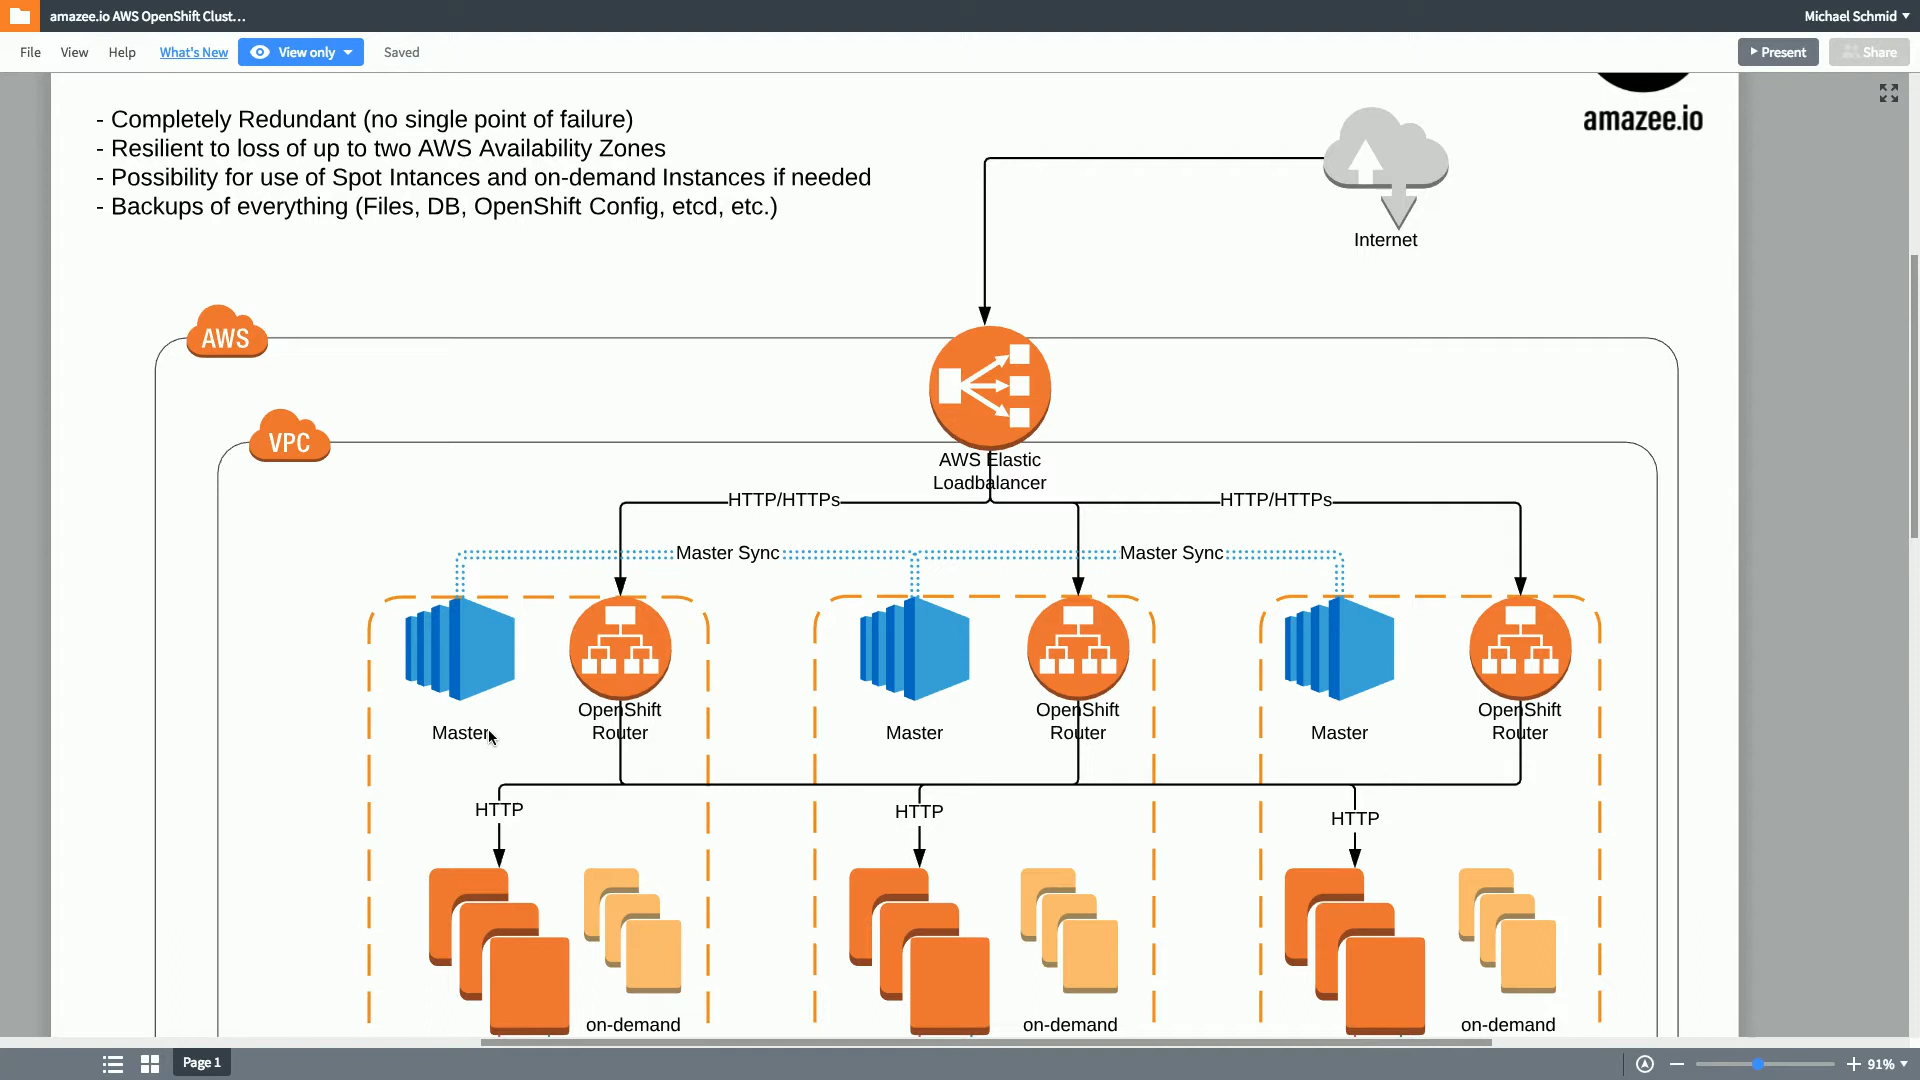 amazee.io AWS OpenShift Clust...
Michael Schmid
File
View
Help
What's New
View only
Saved
Present
Share
- Completely Redundant (no single point of failure)
- Resilient to loss of up to two AWS Availability Zones
- Possibility for use of Spot Intances and on-demand Instances if needed
- Backups of everything (Files, DB, OpenShift Config, etcd, etc.)
amazee.io
Internet
AWS
VPC
AWS Elastic
Loadbalancer
HTTP/HTTPs
HTTP/HTTPs
Master Sync
Master Sync
Master
OpenShift
Router
Master
OpenShift
Router
Master
OpenShift
Router
HTTP
HTTP
HTTP
on-demand
on-demand
on-demand
Page 1
91%